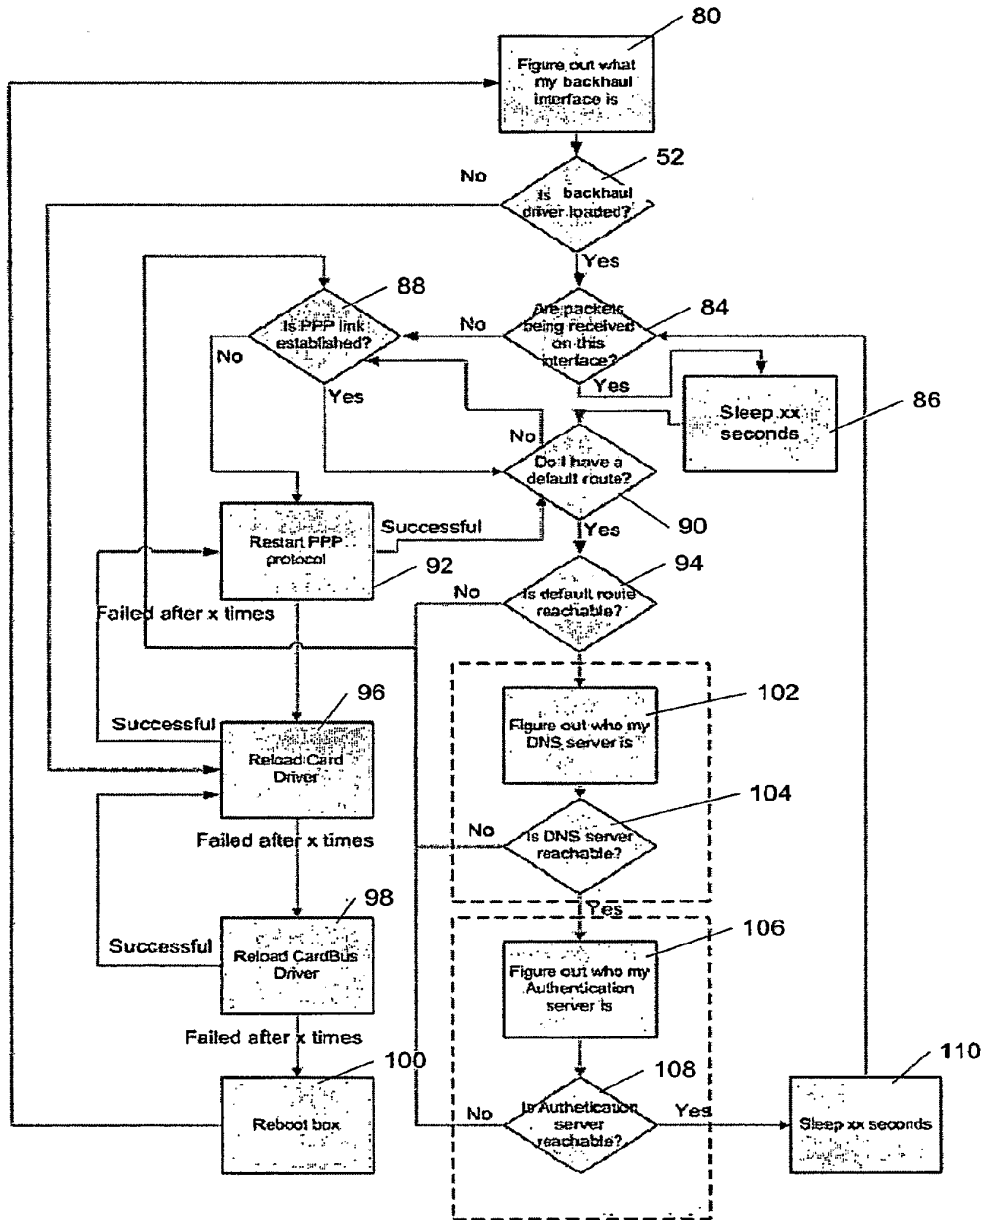 80
Figure out what
my backhaul
interface is
52
No
Is backhaul
driver loaded?
Yes
88
84
Are packets
being received
on this
interface?
Is PPP link
established?
No
No
Yes
Yes
86
Sleep xx
seconds
No
Do I have a
default route?
90
Successful
Yes
Restart PPP
protocol
92
94
No
Is default route
reachable?
Failed after x times
102
96
Figure out who my
DNS server is
Successful
Reload Card
Driver
104
No
Is DNS server
reachable?
Failed after x times
98
Yes
106
Successful
Reload CardBus
Driver
Figure out who my
Authentication
server is
Failed after x times
100
108
110
Reboot box
No
Is Authetication
server
reachable?
Yes
Sleep xx seconds